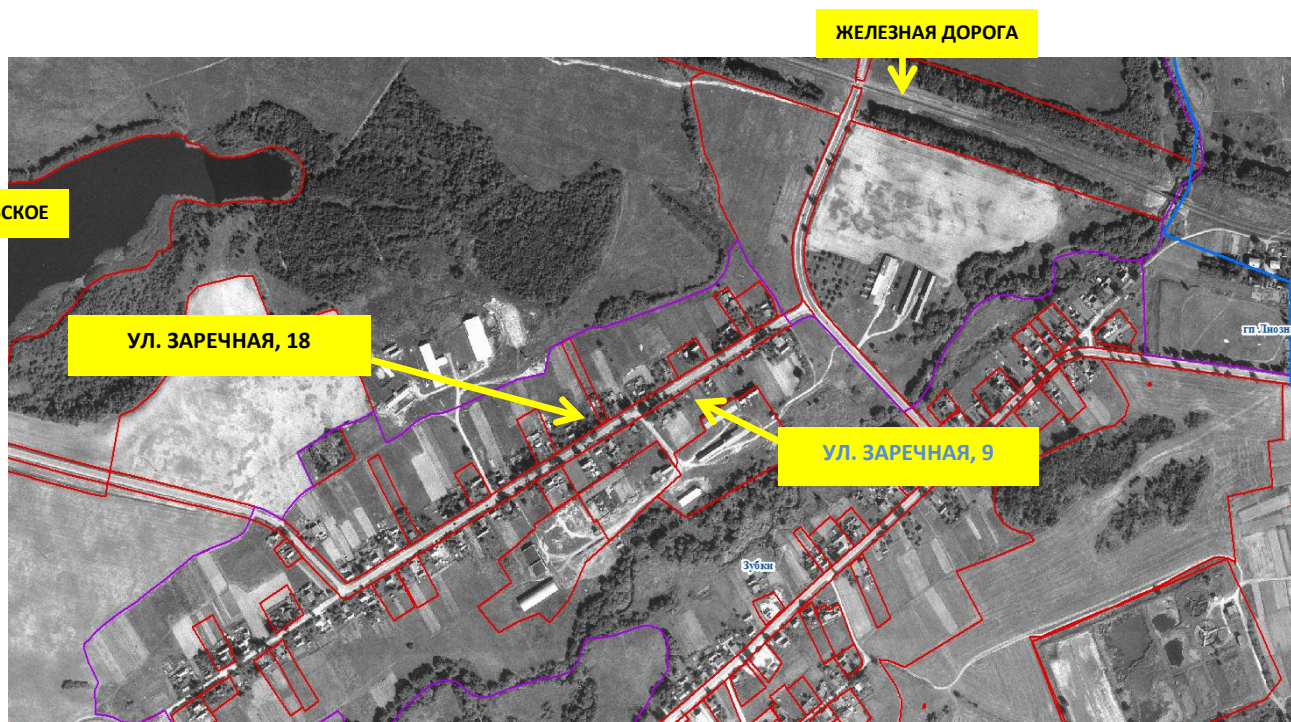 ЖЕЛЕЗНАЯ ДОРОГА
СКОЕ
УЛ. ЗАРЕЧНАЯ, 18
гп Лиозн
УЛ. ЗАРЕЧНАЯ, 9
Зубки